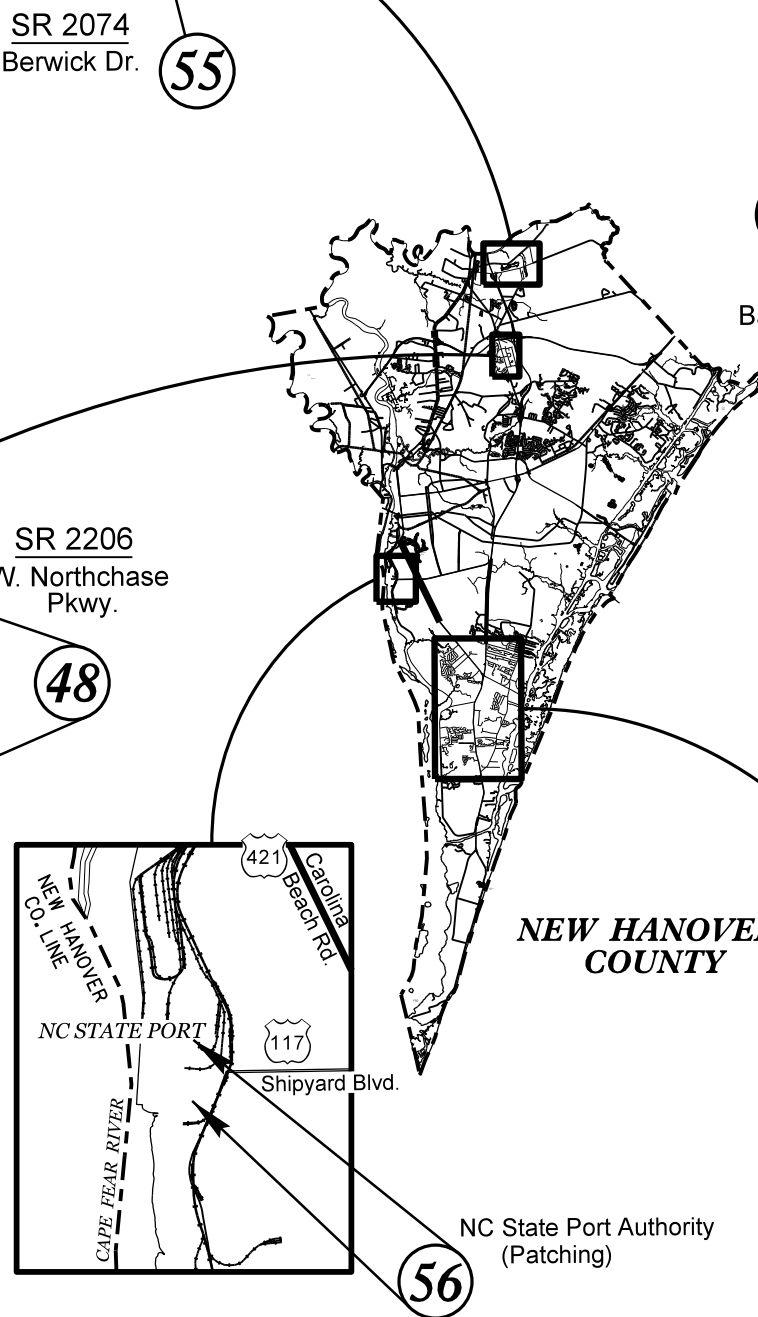 SR 2074
Berwick Dr.
55
Ba
SR 2206
W. Northchase
Pkwy.
48
421
Carolina
Beach Rd.
NEW HANOVER
CO. LINE
NEW HANOVER
COUNTY
NC STATE PORT
117
Shipyard Blvd.
CAPE FEAR RIVER
NC State Port Authority
(Patching)
56